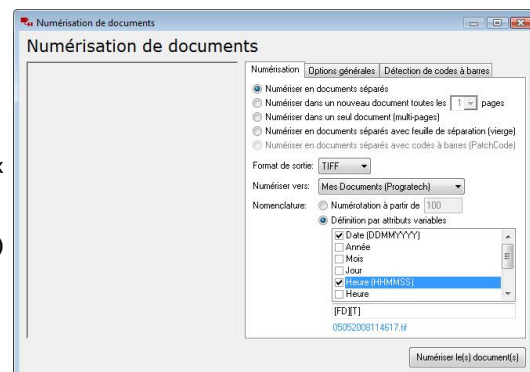 Numérisation de documents
Numérisation de documents
Numérisation Options générales Détection de codes à barres
Numériser en documents séparés
Numériser dans un nouveau document toutes les 1 pages
Numériser dans un seul document (multi-pages)
Numériser en documents séparés avec feuille de séparation (vierge)
Numériser en documents séparés avec codes à barres (PatchCode)
Format de sortie: TIFF
Numériser vers: Mes Documents (Progratech)
Nomenclature: Numérotation à partir de 100
Définition par attributs variables
Date (DDMMYYYY)
Année
Mois
Jour
Heure (HHMMSS)
Heure
[FD][T]
05052008114617.tif
Numériser le(s) document(s)